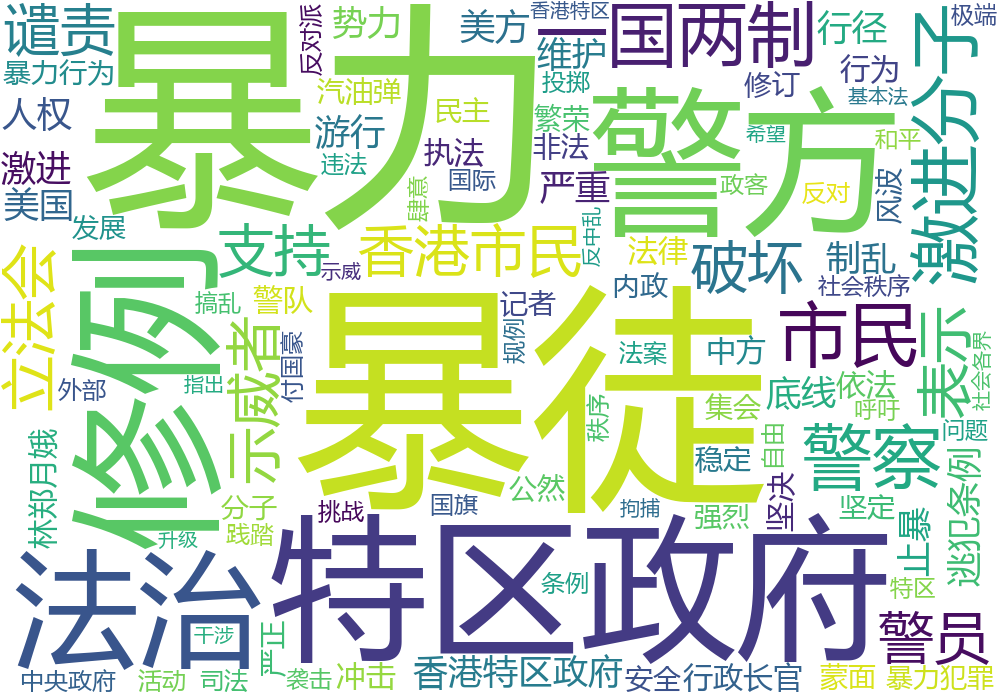 谴责
暴力
势力
反对派
美方
香港特区
一国两制
行径
极端
暴力行为
汽油弹
维护
投掷
修订
行为
基本法
激进分子
人权
游行
民主
繁荣
警方
希望
和平
激进
违法
执法
非法
国际
严重
政客
反对
风波
美国
肆意
发展
支持
香港市民
反中乱
法律
破坏
制乱
示威
内政
社会秩序
立法会
修例
搞乱
警队
记者
暴徒
市民
表示
社会各界
示威者
付国豪
规例
法案
中方
外部
指出
底线
依法
秩序
集会
呼吁
林郑月娥
自由
警察
问题
稳定
分子
公然
坚决
坚定
逃犯条例
挑战
国旗
拘捕
强烈
止暴
践踏
升级
法治
特区政府
条例
特区
干涉
严正
警员
中央政府
活动
司法
袭击
冲击
香港特区政府
安全
行政长官
蒙面
暴力犯罪